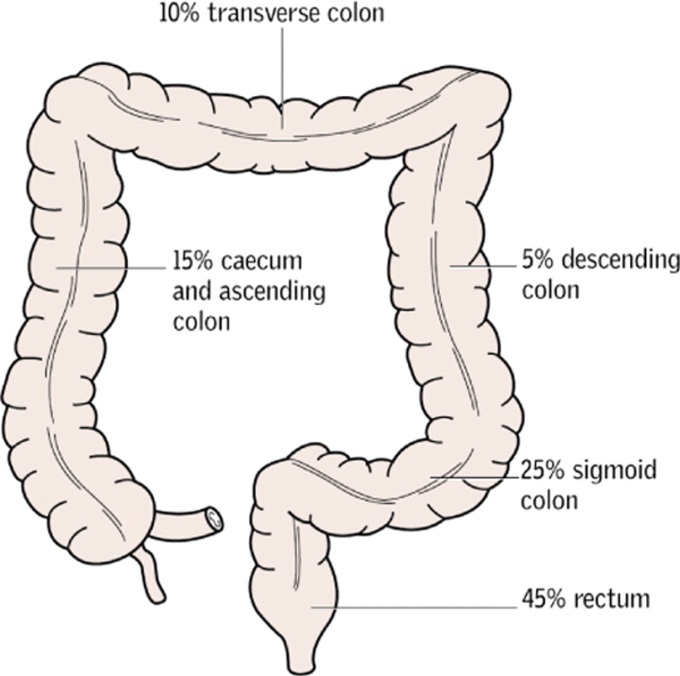 10% transverse colon
15% caecum
and ascending
colon
5% descending
colon
25% sigmoid
colon
45% rectum